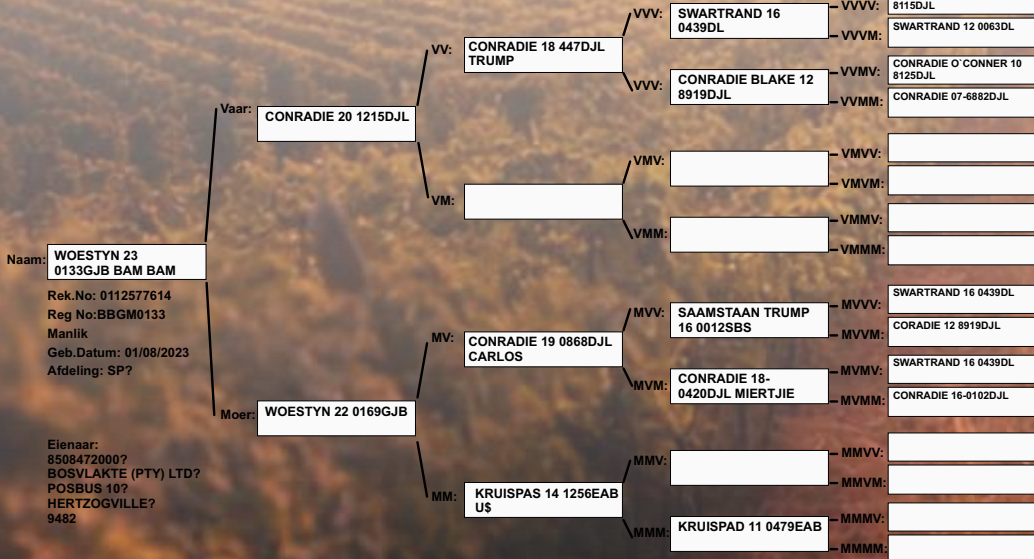 VVVV:
8115DJL
VVV:
SWARTRAND 16
0439DL
VVVM:
SWARTRAND 12 0063DL
VV:
CONRADIE 18 447DJL
TRUMP
VVMV:
CONRADIE O`CONNER 10
8125DJL
VVV:
CONRADIE BLAKE 12
8919DJL
VVMM:
CONRADIE 07-6882DJL
Vaar:
CONRADIE 20 1215DJL
VMVV:
VMV:
VMVM:
VM:
VMMV:
VMM:
VMMM:
Naam:
WOESTYN 23
0133GJB BAM BAM
Rek.No: 0112577614
Reg No:BBGM0133
Manlik
Geb.Datum: 01/08/2023
Afdeling: SP?
MVVV:
SWARTRAND 16 0439DL
MVV:
SAAMSTAAN TRUMP
16 0012SBS
MVVM:
CORADIE 12 8919DJL
MV:
CONRADIE 19 0868DJL
CARLOS
MVMV:
SWARTRAND 16 0439DL
MVM:
CONRADIE 18-
0420DJL MIERTJIE
MVMM:
CONRADIE 16-0102DJL
Moer:
WOESTYN 22 0169GJB
MMVV:
MMV:
MMVM:
MM:
KRUISPAS 14 1256EAB
U$
MMMV:
MMM:
KRUISPAD 11 0479EAB
MMMM:
Eienaar:
8508472000?
BOSVLAKTE (PTY) LTD?
POSBUS 10?
HERTZOGVILLE?
9482